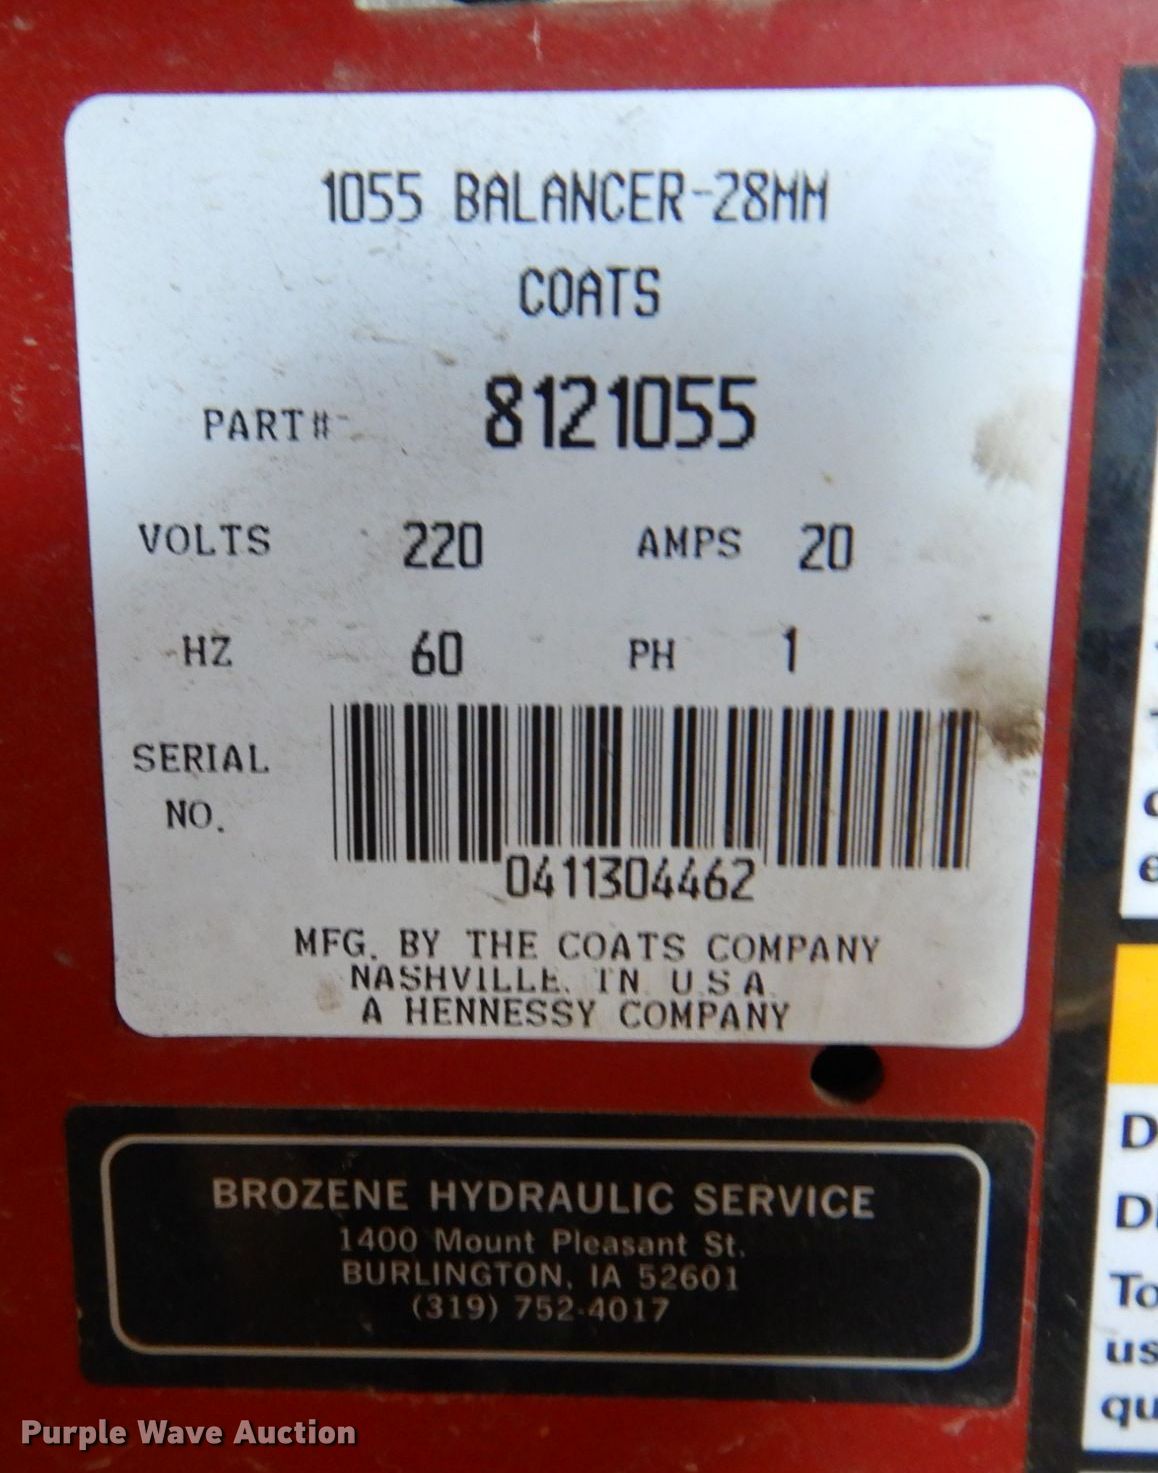 1055 BALANCER-28MM
COATS
PART# 8121055
VOLTS 220 AMPS 20
HZ 60 PH 1
SERIAL
NO.
0411304462
MFG. BY THE COATS COMPANY
NASHVILLE. TN U.S.A.
A HENNESSY COMPANY
BROZENE HYDRAULIC SERVICE
1400 Mount Pleasant St.
BURLINGTON, IA 52601
(319) 752-4017
Purple Wave Auction